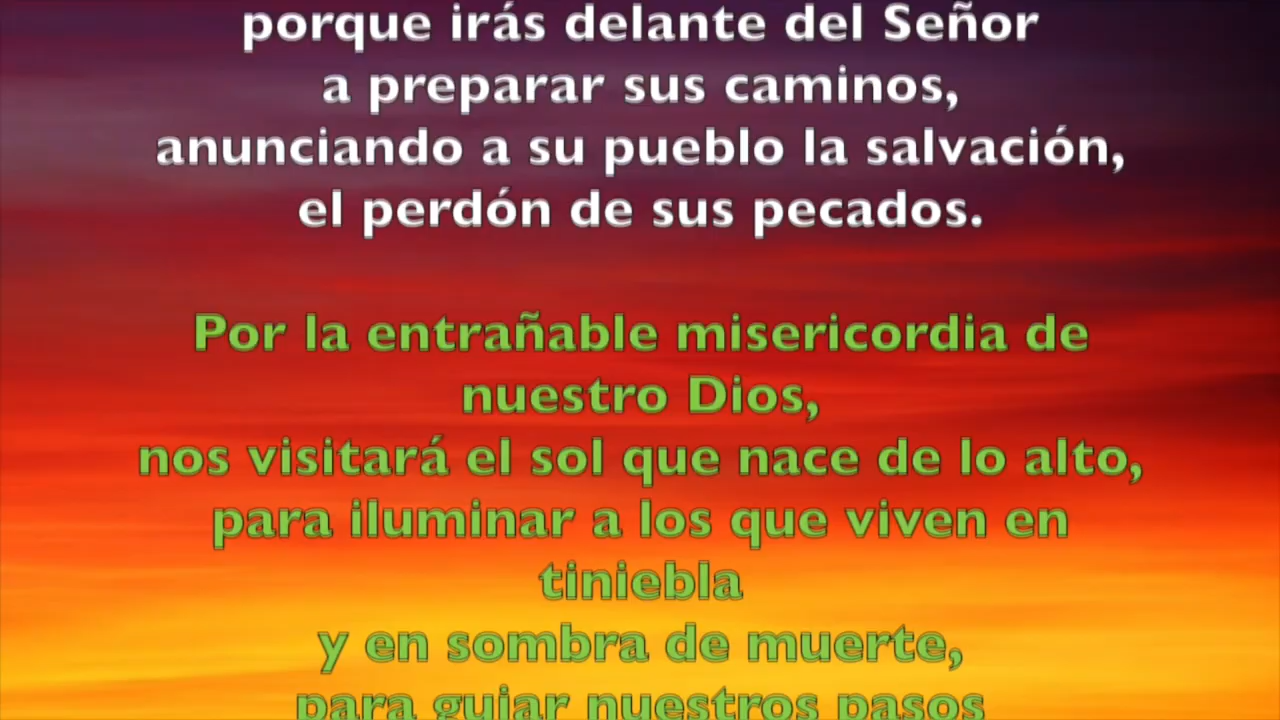 porque irás delante del Señor
a preparar sus caminos,
anunciando a su pueblo la salvación,
el perdón de sus pecados.
Por la entrañable misericordia de
nuestro Dios,
nos visitará el sol que nace de lo alto,
para iluminar a los que viven en
tiniebla
y en sombra de muerte,
para guiar nuestros pasos